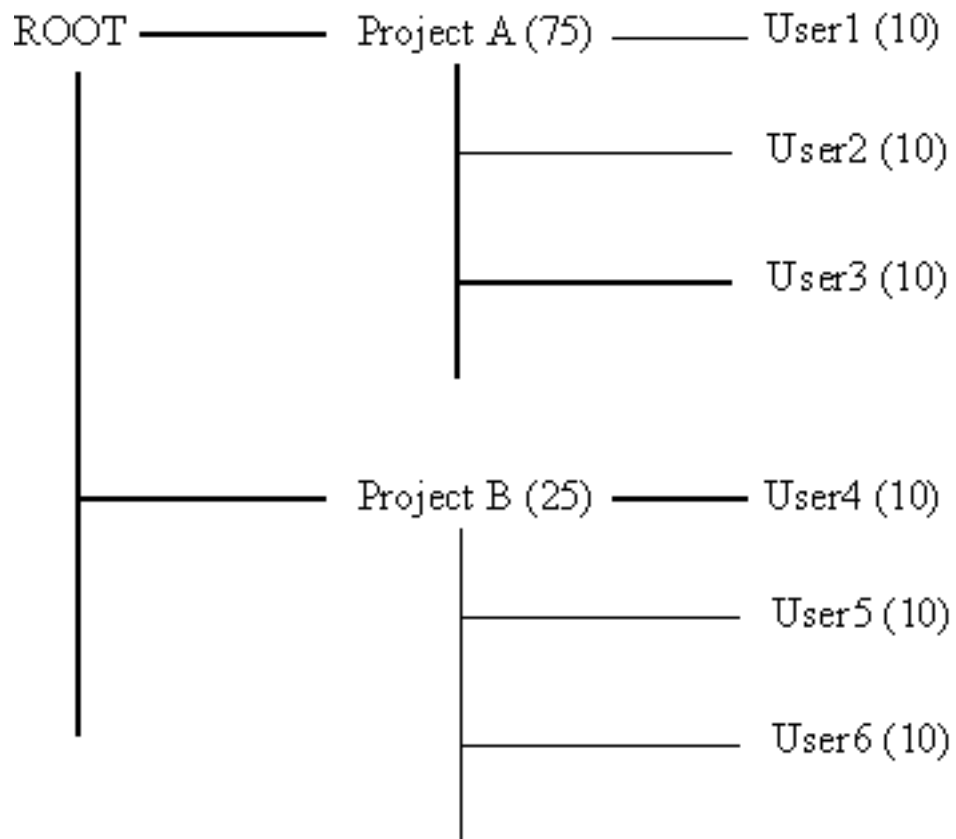 ROOT Project A (75) User1 (10)
User2 (10)
User3 (10)
Project B (25) User4 (10)
User5 (10)
User6 (10)